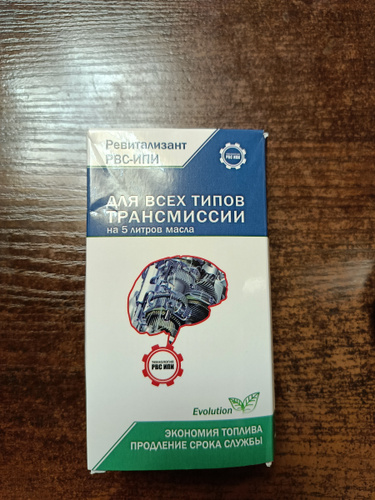 Ревитализант
РВС-ИПИ
РВС ИПИ
ДЛЯ ВСЕХ ТИПОВ
ТРАНСМИССИИ
на 5 литров масла
РВС ИПИ
Evolution
ЭКОНОМИЯ ТОПЛИВА
ПРОДЛЕНИЕ СРОКА СЛУЖБЫ